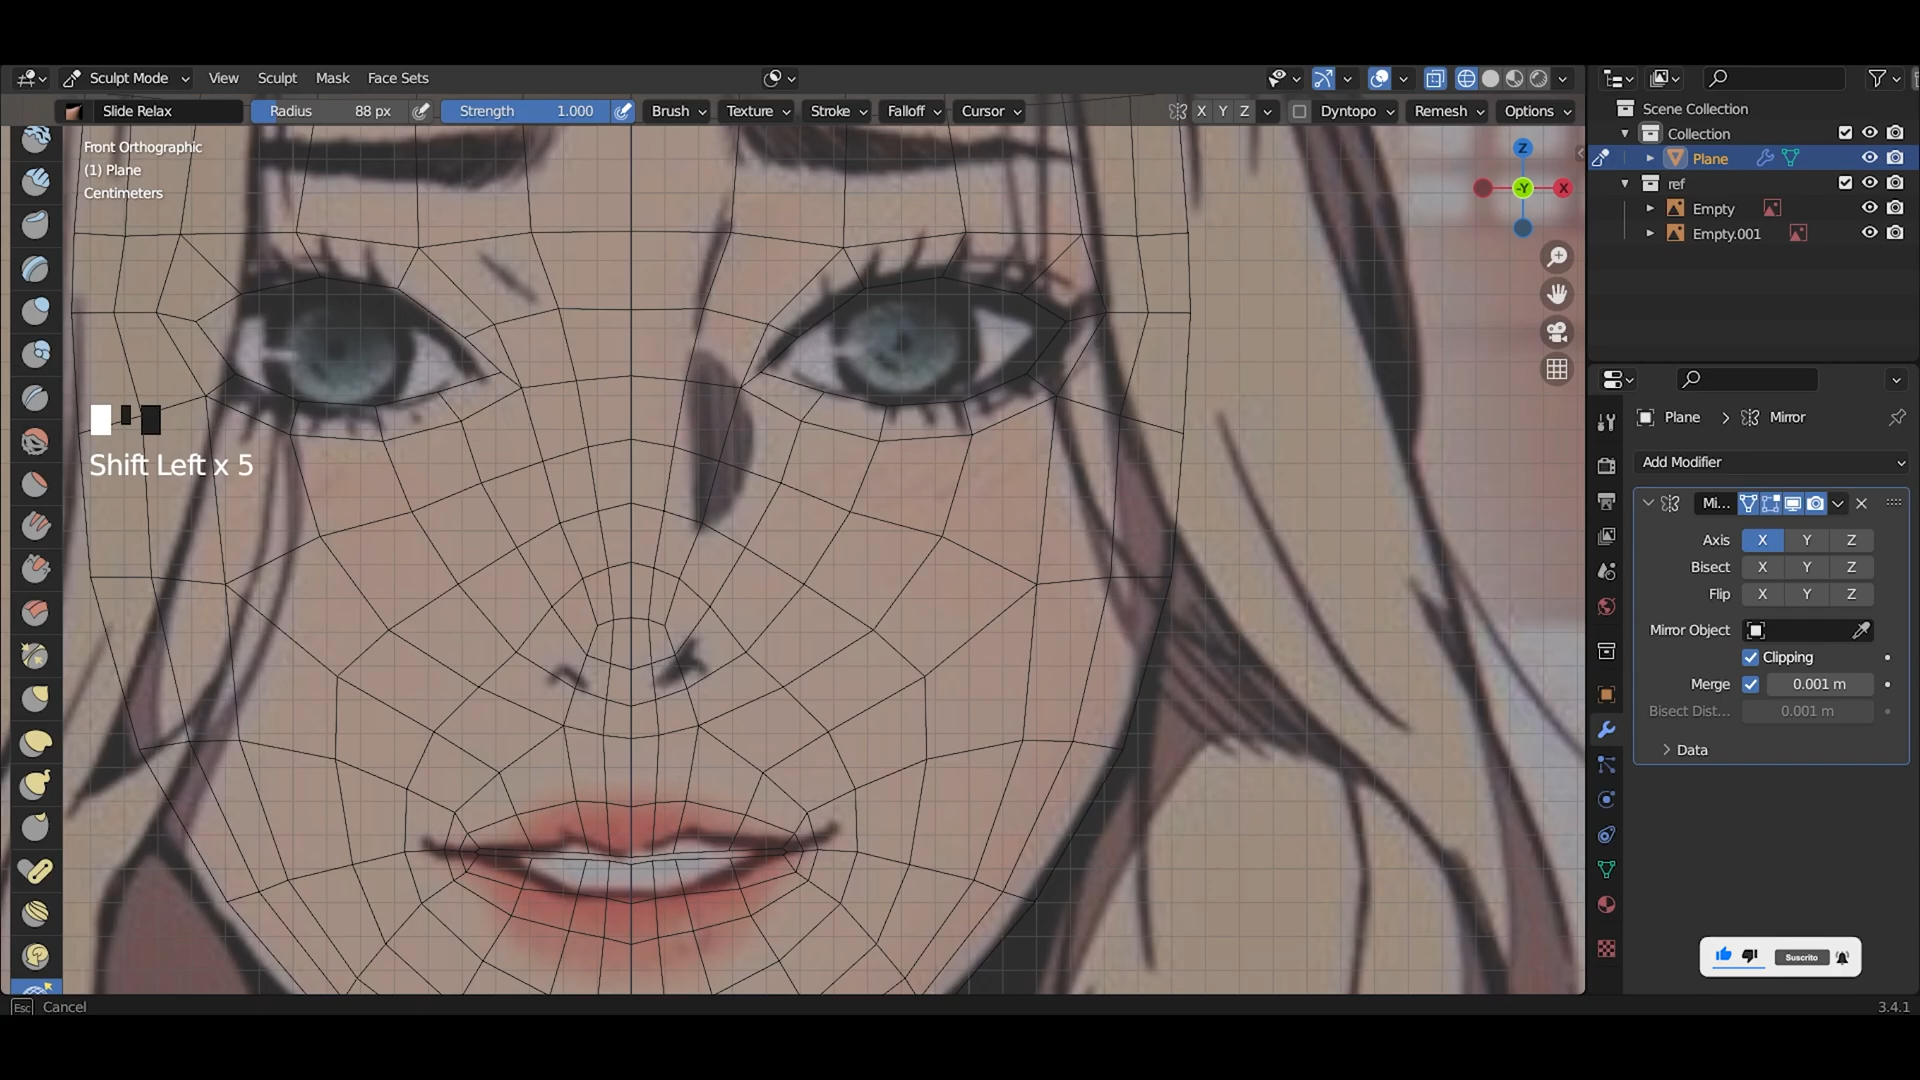 Sculpt Mode View Sculpt Mask Face Sets
Slide Relax Radius 88 px Strength 1.000 Brush Texture Stroke Falloff Cursor X Y Z Dyntopo Remesh Options
Front Orthographic
(1) Plane
Centimeters
Z
-Y
X
Shift Left x 5
Esc Cancel
Scene Collection
Collection
Plane
ref
Empty
Empty.001
Plane > Mirror
Add Modifier
Mi...
Axis X Y Z
Bisect X Y Z
Flip X Y Z
Mirror Object
Clipping
Merge 0.001 m
Bisect Dist... 0.001 m
Data
Suscrito
3.4.1